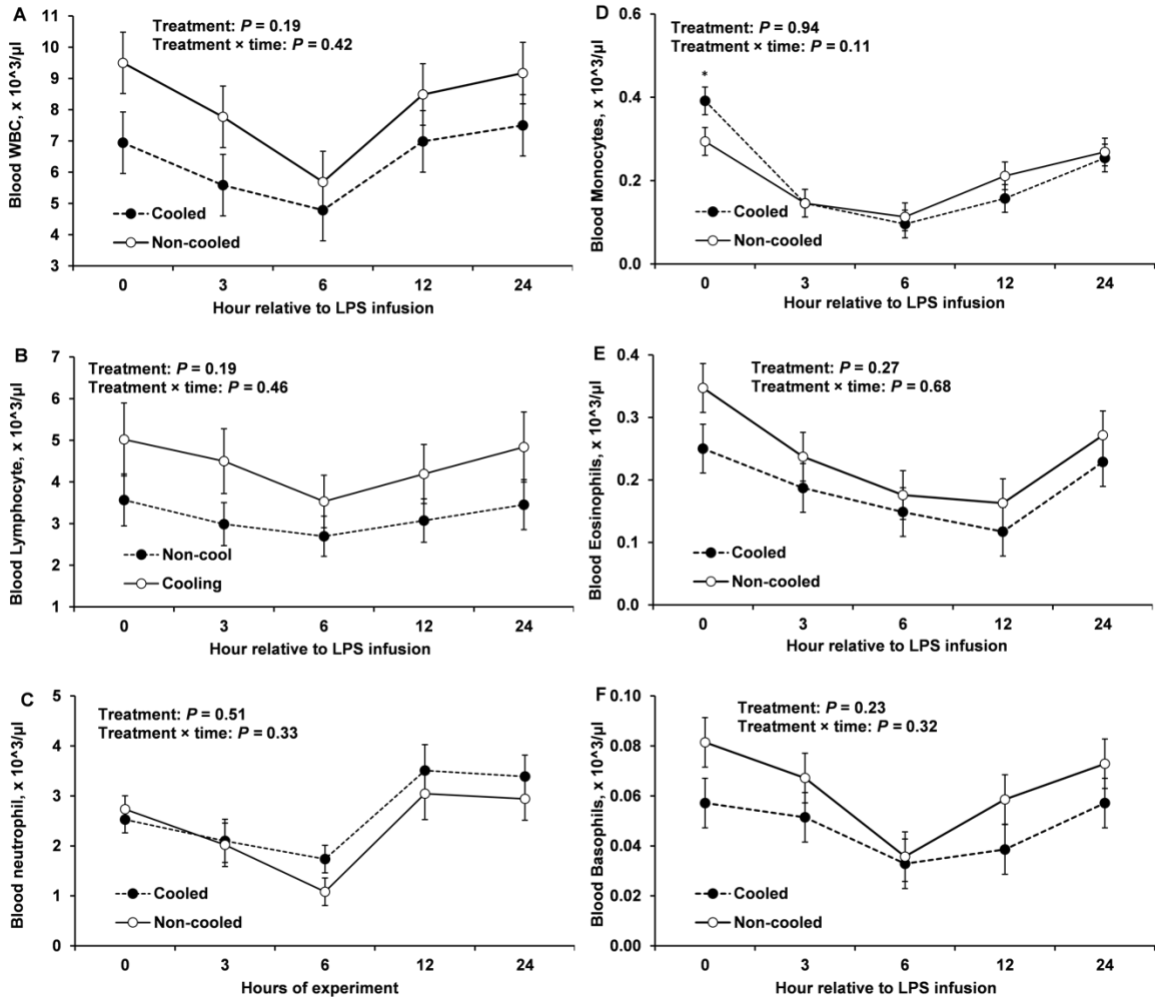 A
Treatment: P = 0.19
Treatment × time: P = 0.42
Blood WBC, x 10^3/µl
11
10
9
8
7
6
5
4
3
Cooled
Non-cooled
0 3 6 12 24
Hour relative to LPS infusion
B
Treatment: P = 0.19
Treatment × time: P = 0.46
Blood Lymphocyte, x 10^3/µl
7
6
5
4
3
2
1
Non-cool
Cooling
0 3 6 12 24
Hour relative to LPS infusion
C
Treatment: P = 0.51
Treatment × time: P = 0.33
Blood neutrophil, x 10^3/µl
5
4
3
2
1
0
Cooled
Non-cooled
0 3 6 12 24
Hours of experiment
D
Treatment: P = 0.94
Treatment × time: P = 0.11
Blood Monocytes, x 10^3/µl
0.6
0.4
0.2
0.0
*
Cooled
Non-cooled
0 3 6 12 24
Hour relative to LPS infusion
E
Treatment: P = 0.27
Treatment × time: P = 0.68
Blood Eosinophils, x 10^3/µl
0.4
0.3
0.2
0.1
0.0
Cooled
Non-cooled
0 3 6 12 24
Hour relative to LPS infusion
F
Treatment: P = 0.23
Treatment × time: P = 0.32
Blood Basophils, x 10^3/µl
0.10
0.08
0.06
0.04
0.02
0.00
Cooled
Non-cooled
0 3 6 12 24
Hour relative to LPS infusion